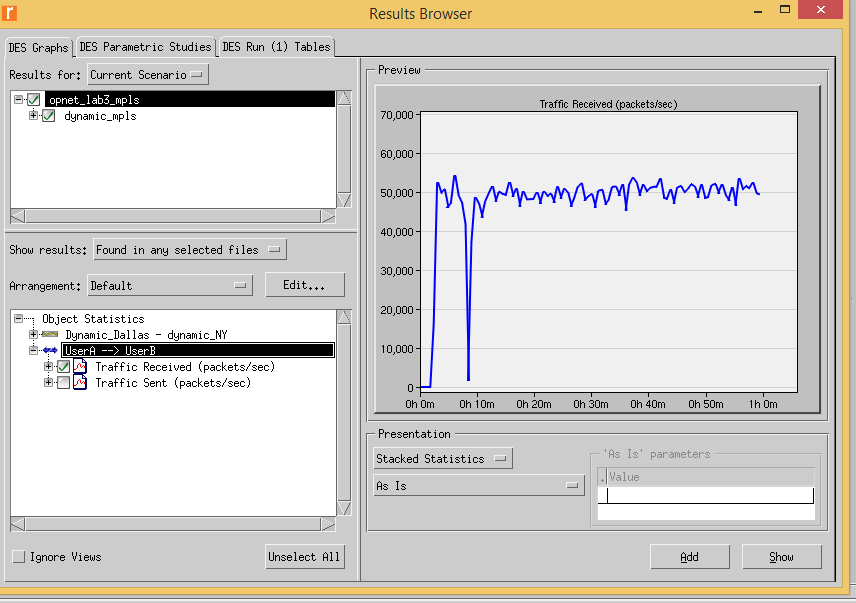 r
Results Browser
DES Graphs DES Parametric Studies DES Run (1) Tables
Results for: Current Scenario
opnet_lab3_mpls
dynamic_mpls
Show results: Found in any selected files
Arrangement: Default Edit...
Object Statistics
Dynamic_Dallas - dynamic_NY
UserA --> UserB
Traffic Received (packets/sec)
Traffic Sent (packets/sec)
Ignore Views Unselect All
Preview
Traffic Received (packets/sec)
70,000
60,000
50,000
40,000
30,000
20,000
10,000
0
0h 0m 0h 10m 0h 20m 0h 30m 0h 40m 0h 50m 1h 0m
Presentation
Stacked Statistics
As Is
'As Is' parameters
Value
Add Show